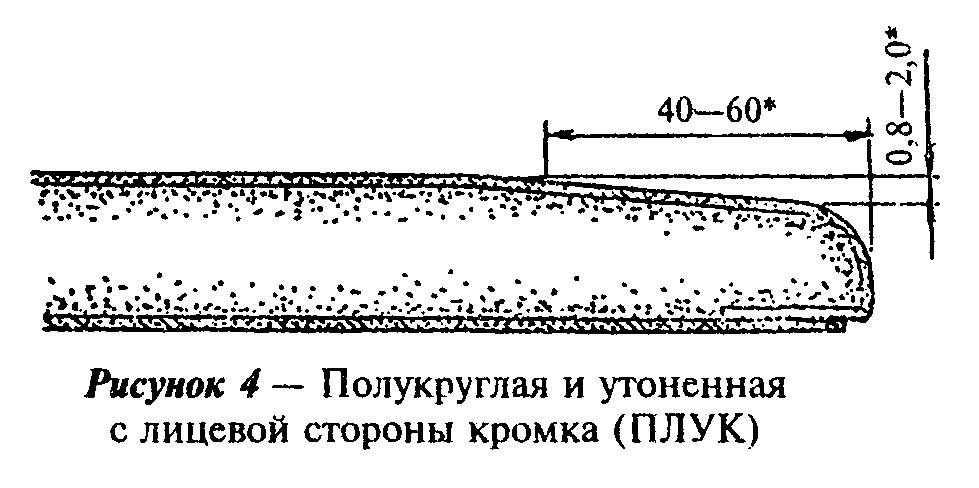 40—60*
0,8—2,0*
Рисунок 4 — Полукруглая и утоненная
с лицевой стороны кромка (ПЛУК)